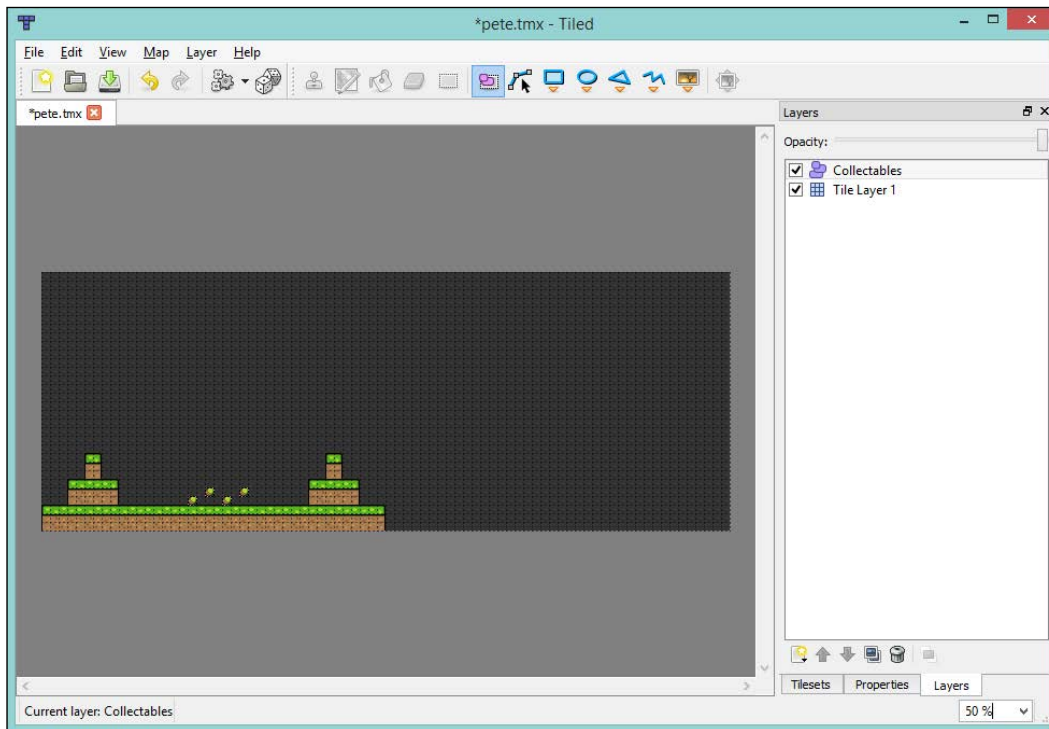 *pete.tmx - Tiled
File Edit View Map Layer Help
*pete.tmx
Layers
Opacity:
Collectables
Tile Layer 1
Tilesets Properties Layers
Current layer: Collectables
50 %